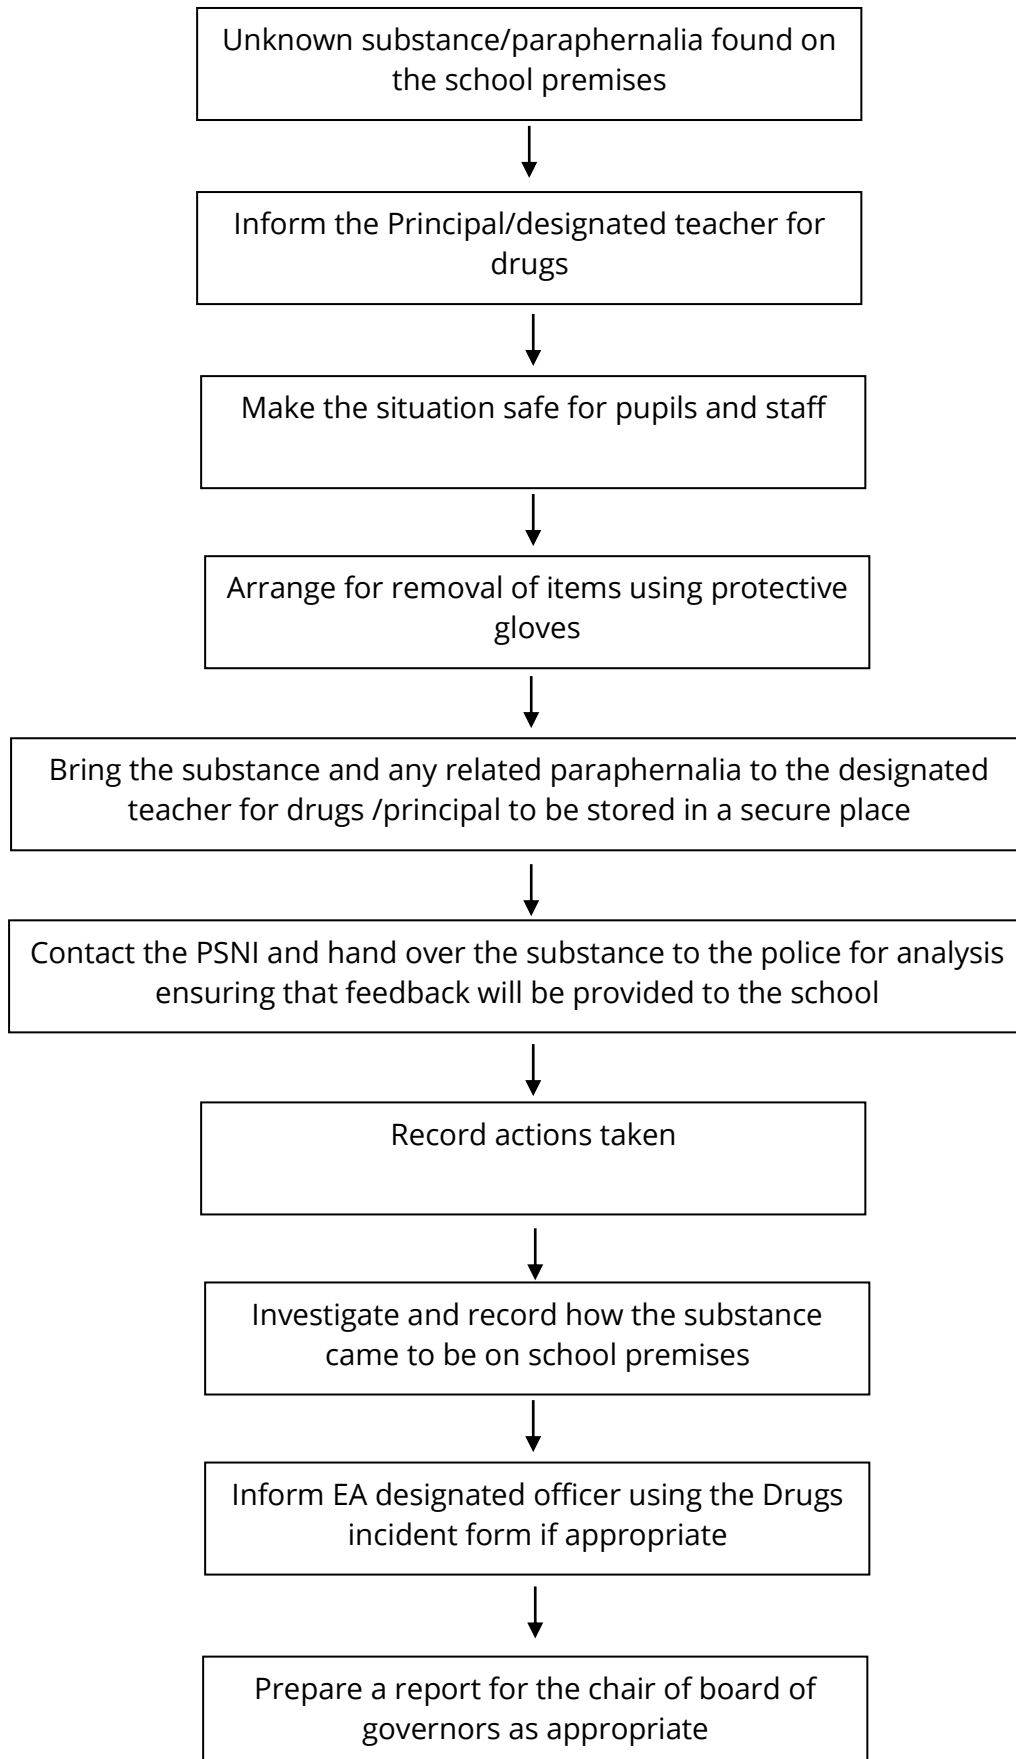 Unknown substance/paraphernalia found on
the school premises
Inform the Principal/designated teacher for
drugs
Make the situation safe for pupils and staff
Arrange for removal of items using protective
gloves
Bring the substance and any related paraphernalia to the designated
teacher for drugs /principal to be stored in a secure place
Contact the PSNI and hand over the substance to the police for analysis
ensuring that feedback will be provided to the school
Record actions taken
Investigate and record how the substance
came to be on school premises
Inform EA designated officer using the Drugs
incident form if appropriate
Prepare a report for the chair of board of
governors as appropriate